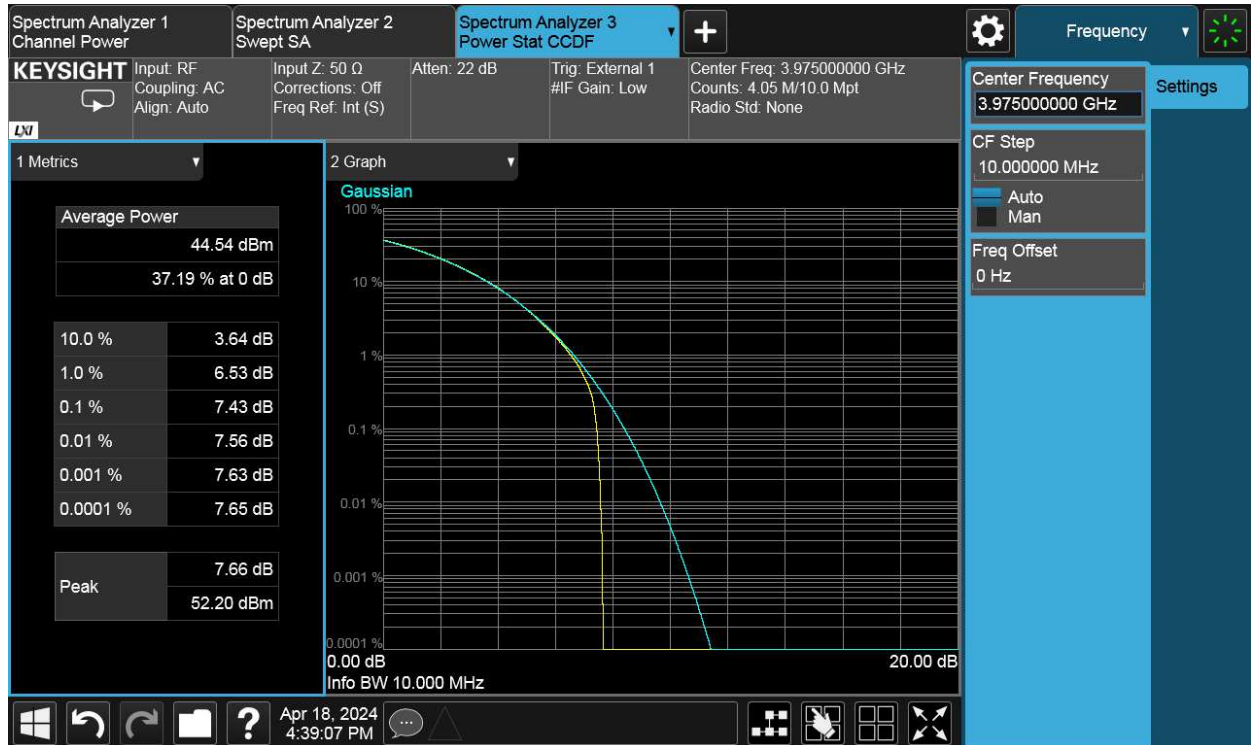 Spectrum Analyzer 1
Channel Power
Spectrum Analyzer 2
Swept SA
Spectrum Analyzer 3
Power Stat CCDF
Frequency
KEYSIGHT
LXI
Input: RF
Coupling: AC
Align: Auto
Input Z: 50 Ω
Corrections: Off
Freq Ref: Int (S)
Atten: 22 dB
Trig: External 1
#IF Gain: Low
Center Freq: 3.975000000 GHz
Counts: 4.05 M/10.0 Mpt
Radio Std: None
Center Frequency
3.975000000 GHz
Settings
CF Step
10.000000 MHz
Auto
Man
Freq Offset
0 Hz
1 Metrics
Average Power
44.54 dBm
37.19 % at 0 dB
10.0 % 3.64 dB
1.0 % 6.53 dB
0.1 % 7.43 dB
0.01 % 7.56 dB
0.001 % 7.63 dB
0.0001 % 7.65 dB
Peak
7.66 dB
52.20 dBm
2 Graph
Gaussian
100 %
10 %
1 %
0.1 %
0.01 %
0.001 %
0.0001 %
0.00 dB 20.00 dB
Info BW 10.000 MHz
?
Apr 18, 2024
4:39:07 PM